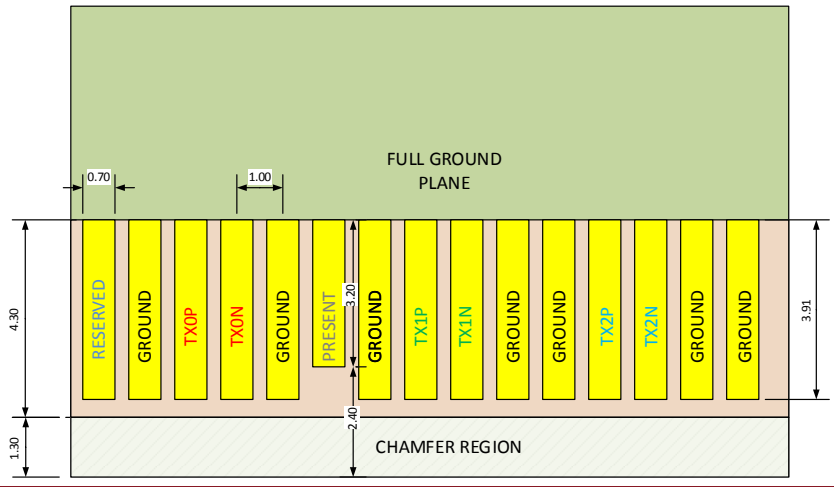 FULL GROUND
PLANE
0.70
1.00
4.30
RESERVED
GROUND
TX0P
TX0N
GROUND
PRESENT
3.20
GROUND
TX1P
TX1N
GROUND
GROUND
TX2P
TX2N
GROUND
GROUND
3.91
2.40
1.30
CHAMFER REGION